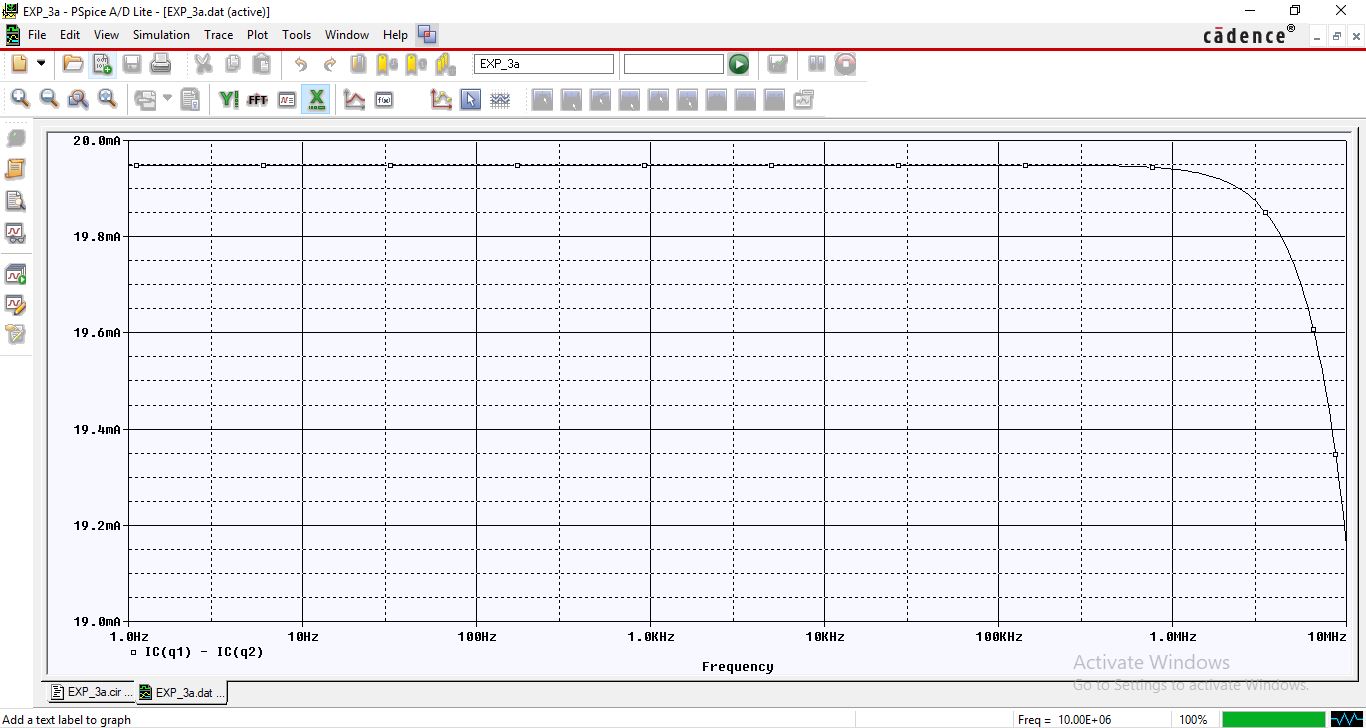 EXP_3a - PSpice A/D Lite - [EXP_3a.dat (active)]
File Edit View Simulation Trace Plot Tools Window Help
cādence®
EXP_3a
Y! FFT
20.0mA
19.8mA
19.6mA
19.4mA
19.2mA
19.0mA
1.0Hz 10Hz 100Hz 1.0KHz 10KHz 100KHz 1.0MHz 10MHz
IC(q1) - IC(q2)
Frequency
Activate Windows
Go to Settings to activate Windows.
EXP_3a.cir ... EXP_3a.dat ...
Add a text label to graph Freq = 10.00E+06 100%